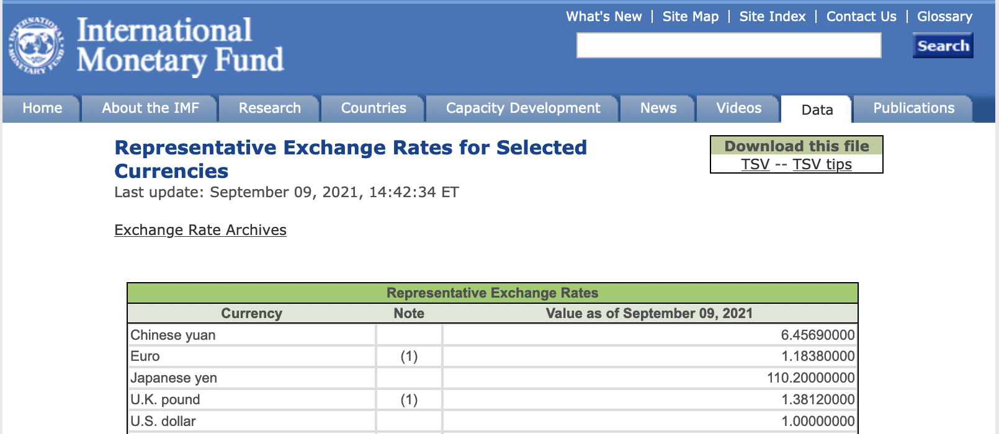 What's New | Site Map | Site Index | Contact Us | Glossary
INTERNATIONAL MONETARY FUND
International
Monetary Fund
Search
Home About the IMF Research Countries Capacity Development News Videos Data Publications
Representative Exchange Rates for Selected
Currencies
Last update: September 09, 2021, 14:42:34 ET
Download this file
TSV -- TSV tips
Exchange Rate Archives
Representative Exchange Rates
Currency Note Value as of September 09, 2021
Chinese yuan 6.45690000
Euro (1) 1.18380000
Japanese yen 110.20000000
U.K. pound (1) 1.38120000
U.S. dollar 1.00000000